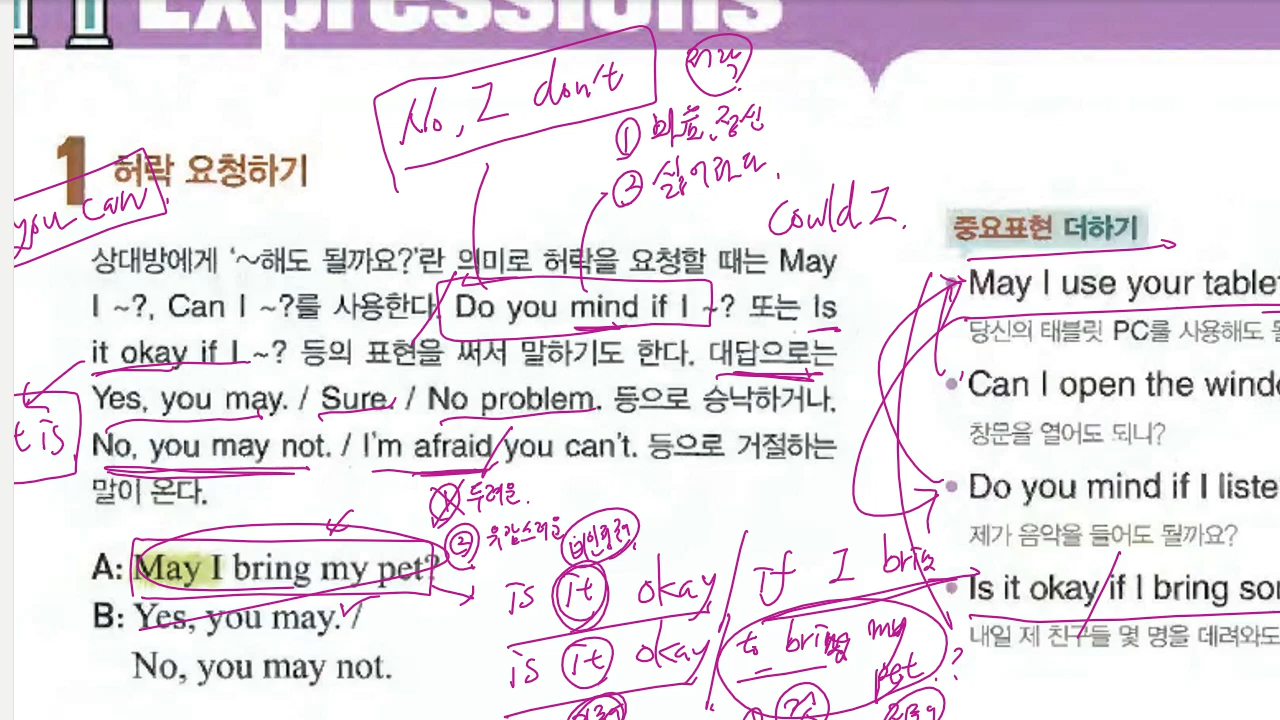 Expressions
No, I don't
허락
① 마음, 정신
② 싫어하다.
1 허락 요청하기
you can
Could I.
상대방에게 '~해도 될까요?'란 의미로 허락을 요청할 때는 May
I ~?, Can I ~?를 사용한다. Do you mind if I ~? 또는 Is
it okay if I ~? 등의 표현을 써서 말하기도 한다. 대답으로는
Yes, you may. / Sure. / No problem. 등으로 승낙하거나,
t is
No, you may not. / I'm afraid you can't. 등으로 거절하는
말이 온다.
① 두려운.
② 유감스러운
A: May I bring my pet?
B: Yes, you may. /
No, you may not.
is it okay / if I bring
is it okay / to bring my
pet.?
중요표현 더하기
May I use your tablet
당신의 태블릿 PC를 사용해도
Can I open the windo
창문을 열어도 되니?
Do you mind if I liste
제가 음악을 들어도 될까요?
Is it okay if I bring so
내일 제 친구들 몇 명을 데려와도